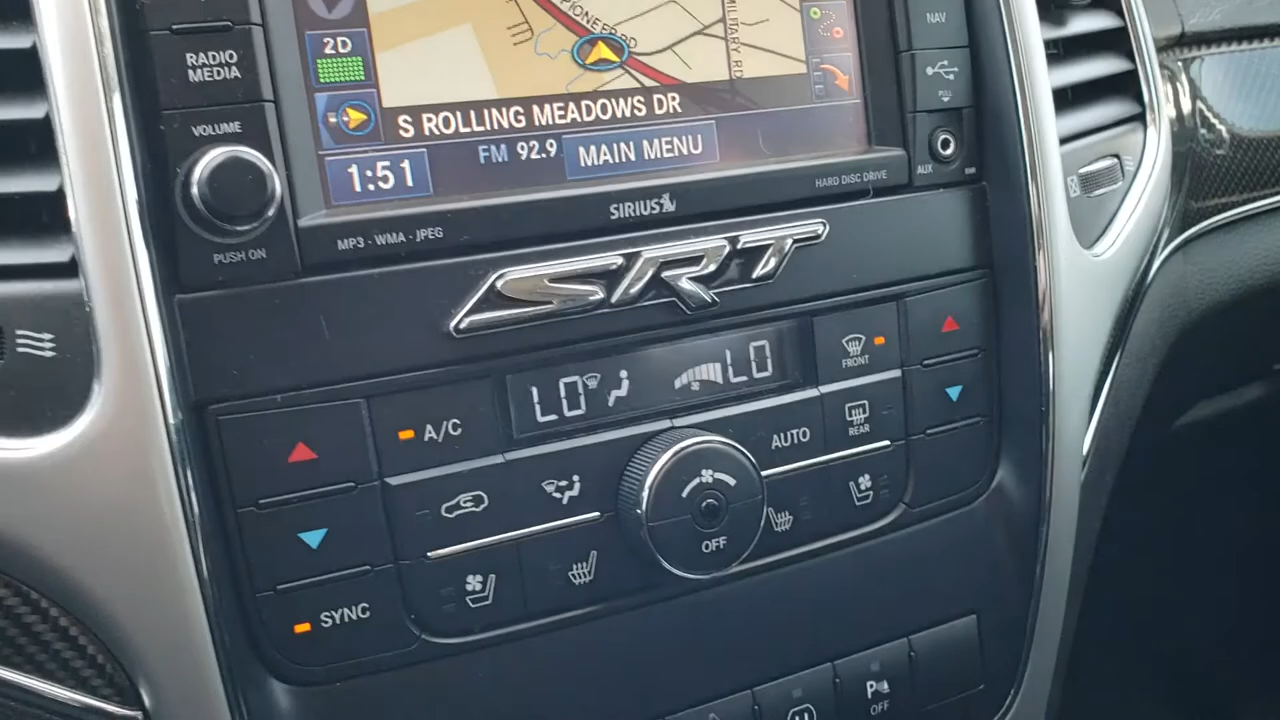 PIONEER RD
MILITARY RD
2D
S ROLLING MEADOWS DR
1:51
FM 92.9
MAIN MENU
RADIO
MEDIA
VOLUME
PUSH ON
NAV
PULL
AUX
HARD DISC DRIVE
SIRIUS
MP3 - WMA - JPEG
SRT
LO
LO
FRONT
A/C
AUTO
REAR
OFF
SYNC
P
OFF